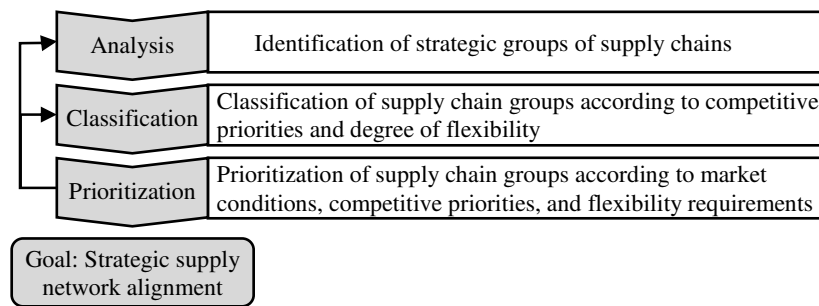 Analysis
Identification of strategic groups of supply chains
Classification
Classification of supply chain groups according to competitive
priorities and degree of flexibility
Prioritization
Prioritization of supply chain groups according to market
conditions, competitive priorities, and flexibility requirements
Goal: Strategic supply
network alignment